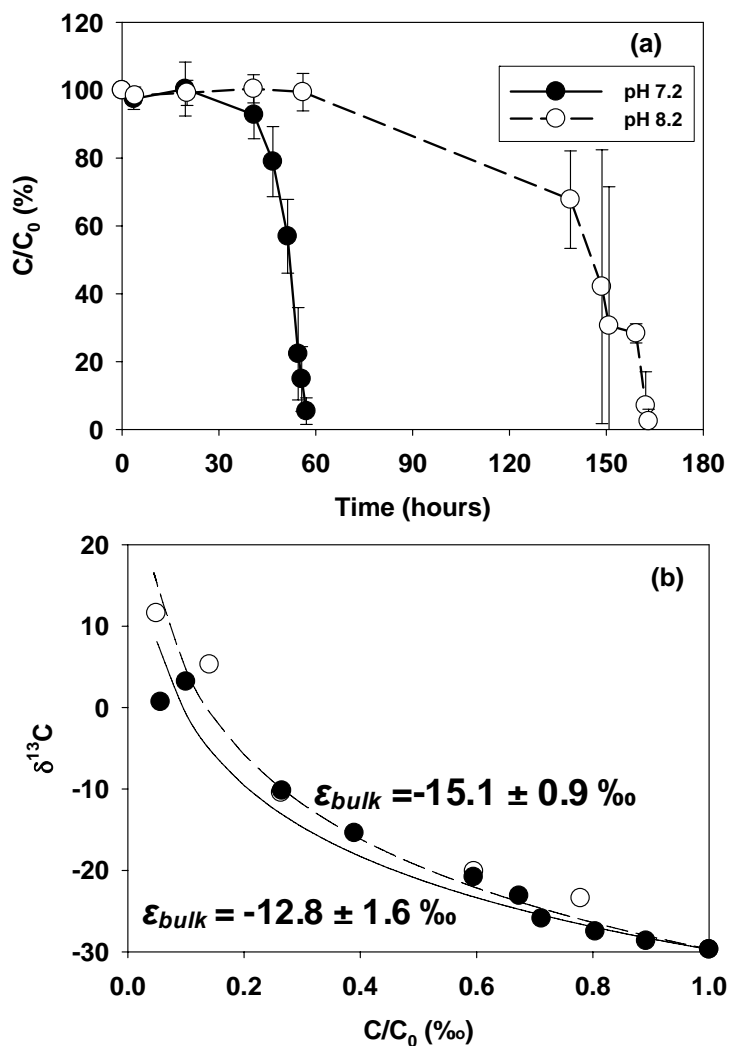 (a)
pH 7.2
pH 8.2
120
100
80
60
40
20
0
C/C₀ (%)
0 30 60 90 120 150 180
Time (hours)
(b)
20
10
0
-10
-20
-30
δ¹³C
εbulk =-15.1 ± 0.9 ‰
εbulk = -12.8 ± 1.6 ‰
0.0 0.2 0.4 0.6 0.8 1.0
C/C₀ (‰)